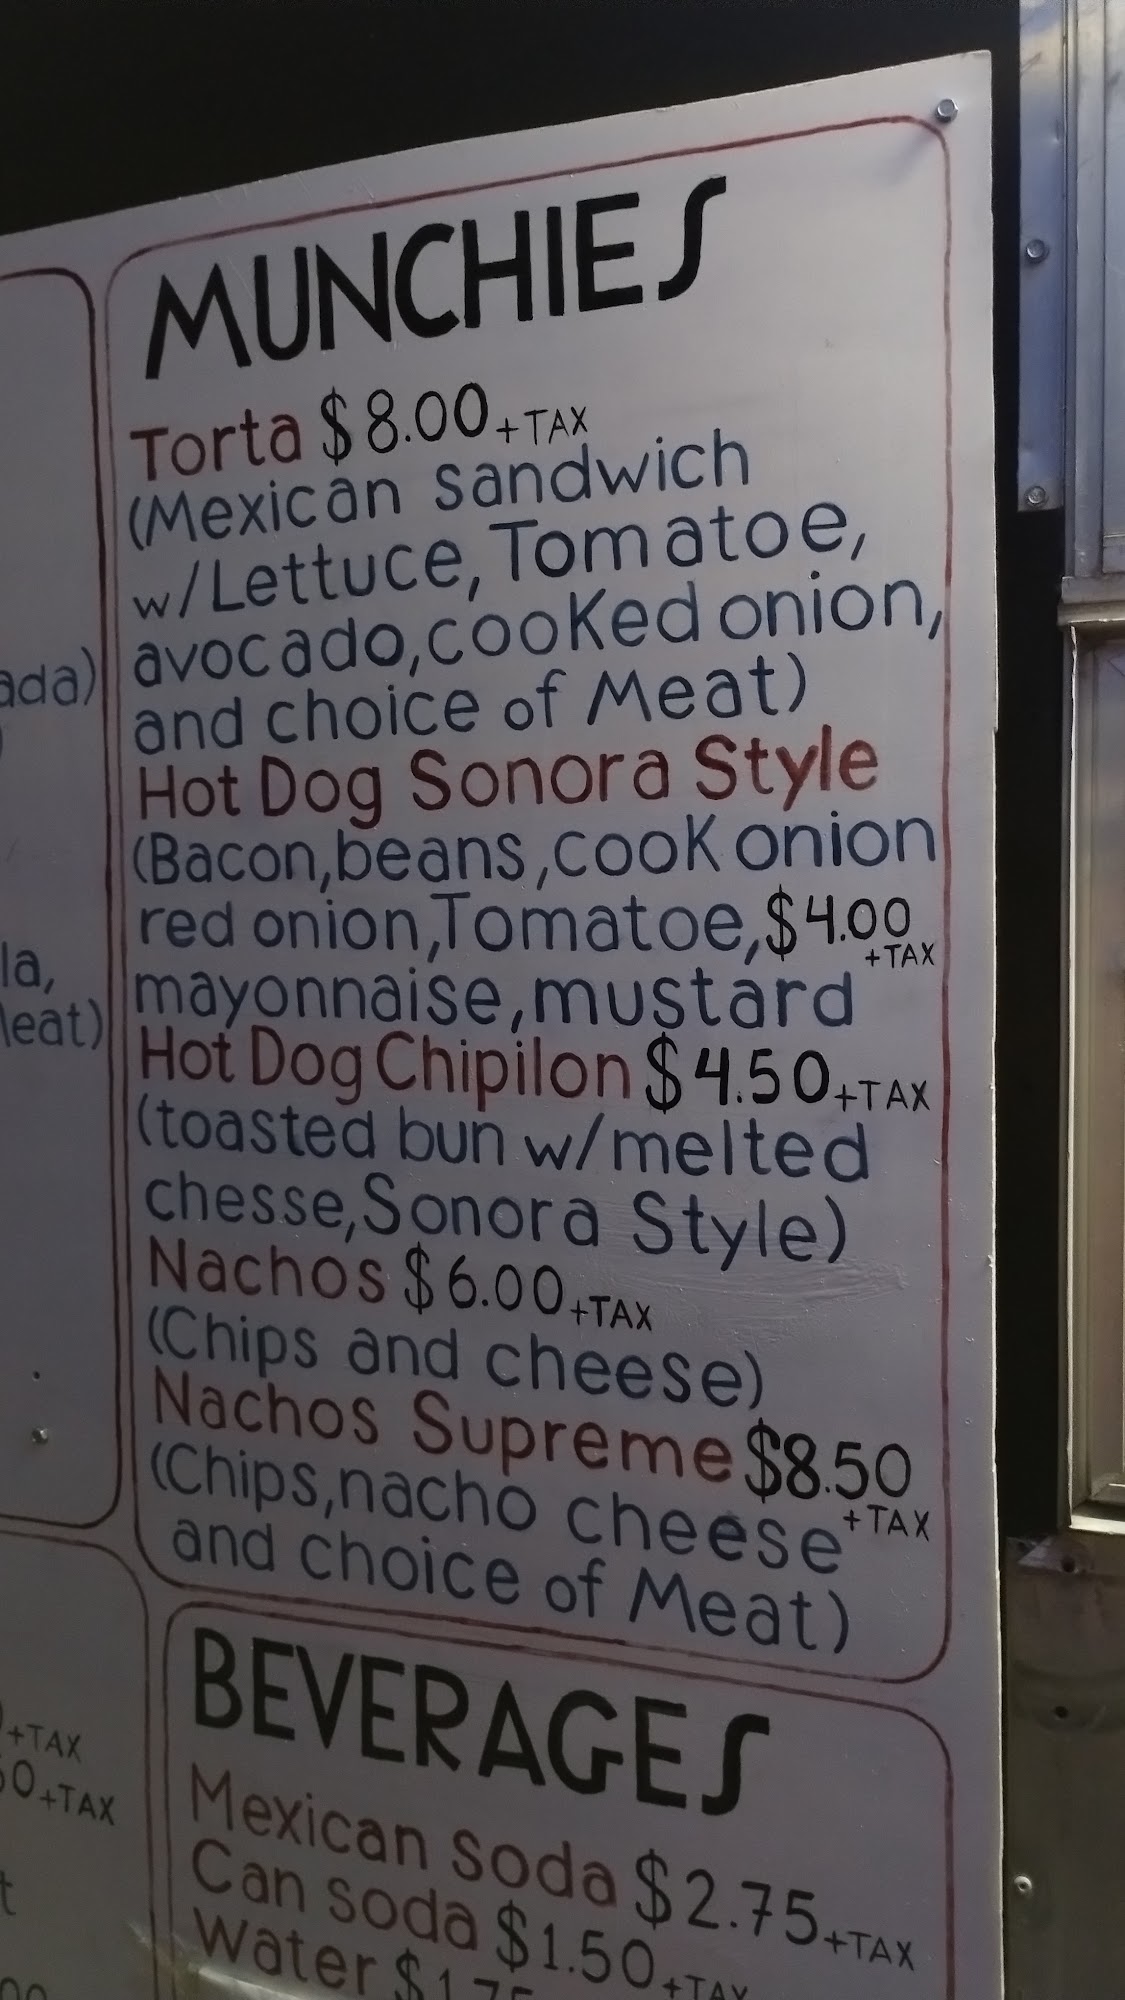 MUNCHIES
Torta $8.00 +TAX
(Mexican sandwich
w/Lettuce, Tomatoe,
avocado, cooked onion,
and choice of Meat)
Hot Dog Sonora Style
(Bacon, beans, cook onion
red onion, Tomatoe, $4.00
+TAX
mayonnaise, mustard
Hot Dog Chipilon $4.50 +TAX
(toasted bun w/melted
chesse, Sonora Style)
Nachos $6.00 +TAX
(Chips and cheese)
Nachos Supreme $8.50
+TAX
(Chips, nacho cheese
and choice of Meat)
BEVERAGES
Mexican Soda $2.75 +TAX
Can soda $1.50 +TAX
Water $1.75
ada)
)
la,
leat)
+TAX
50 +TAX
t